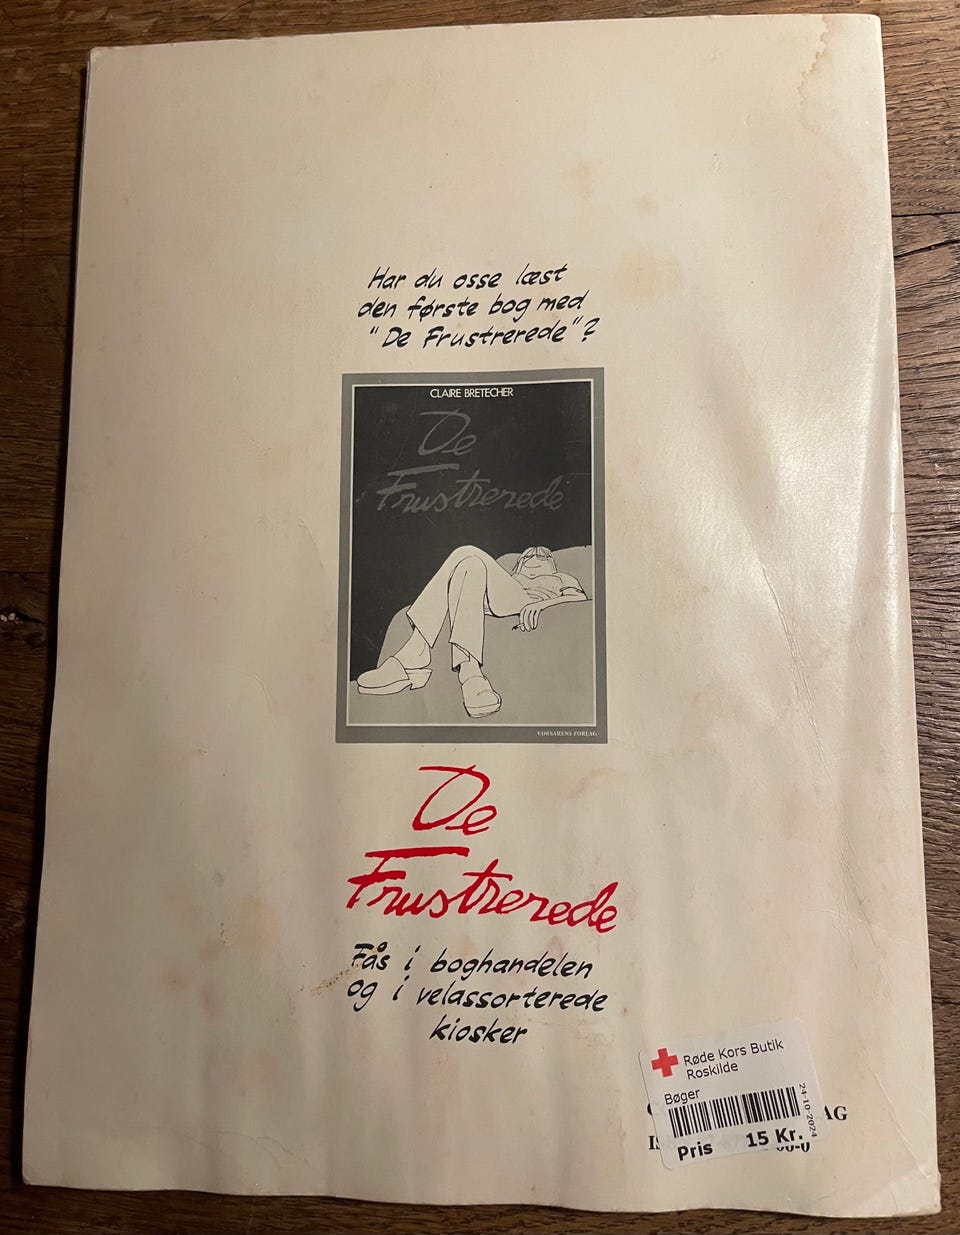 Har du osse læst
den første bog med
"De Frustrerede"?
CLAIRE BRETECHER
De
Frustrerede
CORSARENS FORLAG
De
Frustrerede
Fås i boghandelen
og i velassorterede
kiosker
Røde Kors Butik
Roskilde
Bøger
24-10-2024
Pris 15 Kr.
AG